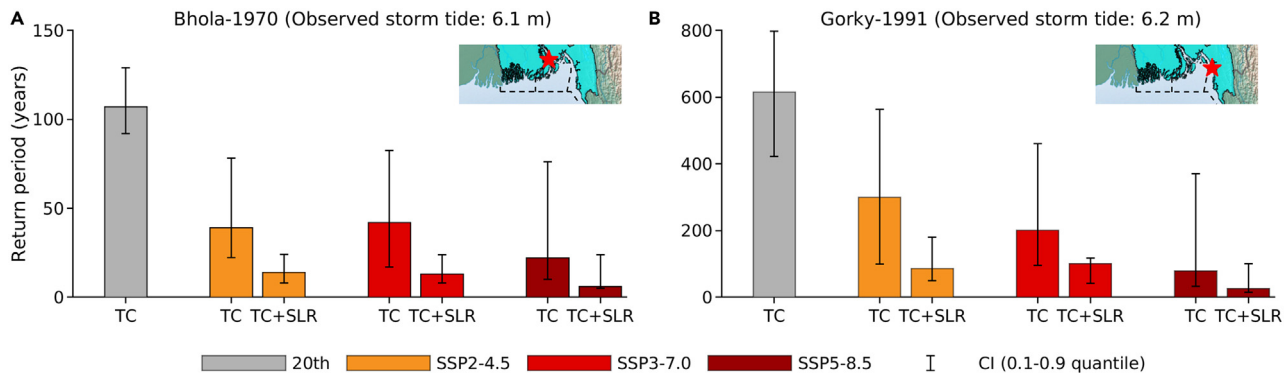 A Bhola-1970 (Observed storm tide: 6.1 m)
Return period (years)
150
100
50
0
TC
TC TC+SLR
TC TC+SLR
TC TC+SLR
B Gorky-1991 (Observed storm tide: 6.2 m)
800
600
400
200
0
TC
TC TC+SLR
TC TC+SLR
TC TC+SLR
20th SSP2-4.5 SSP3-7.0 SSP5-8.5 CI (0.1-0.9 quantile)